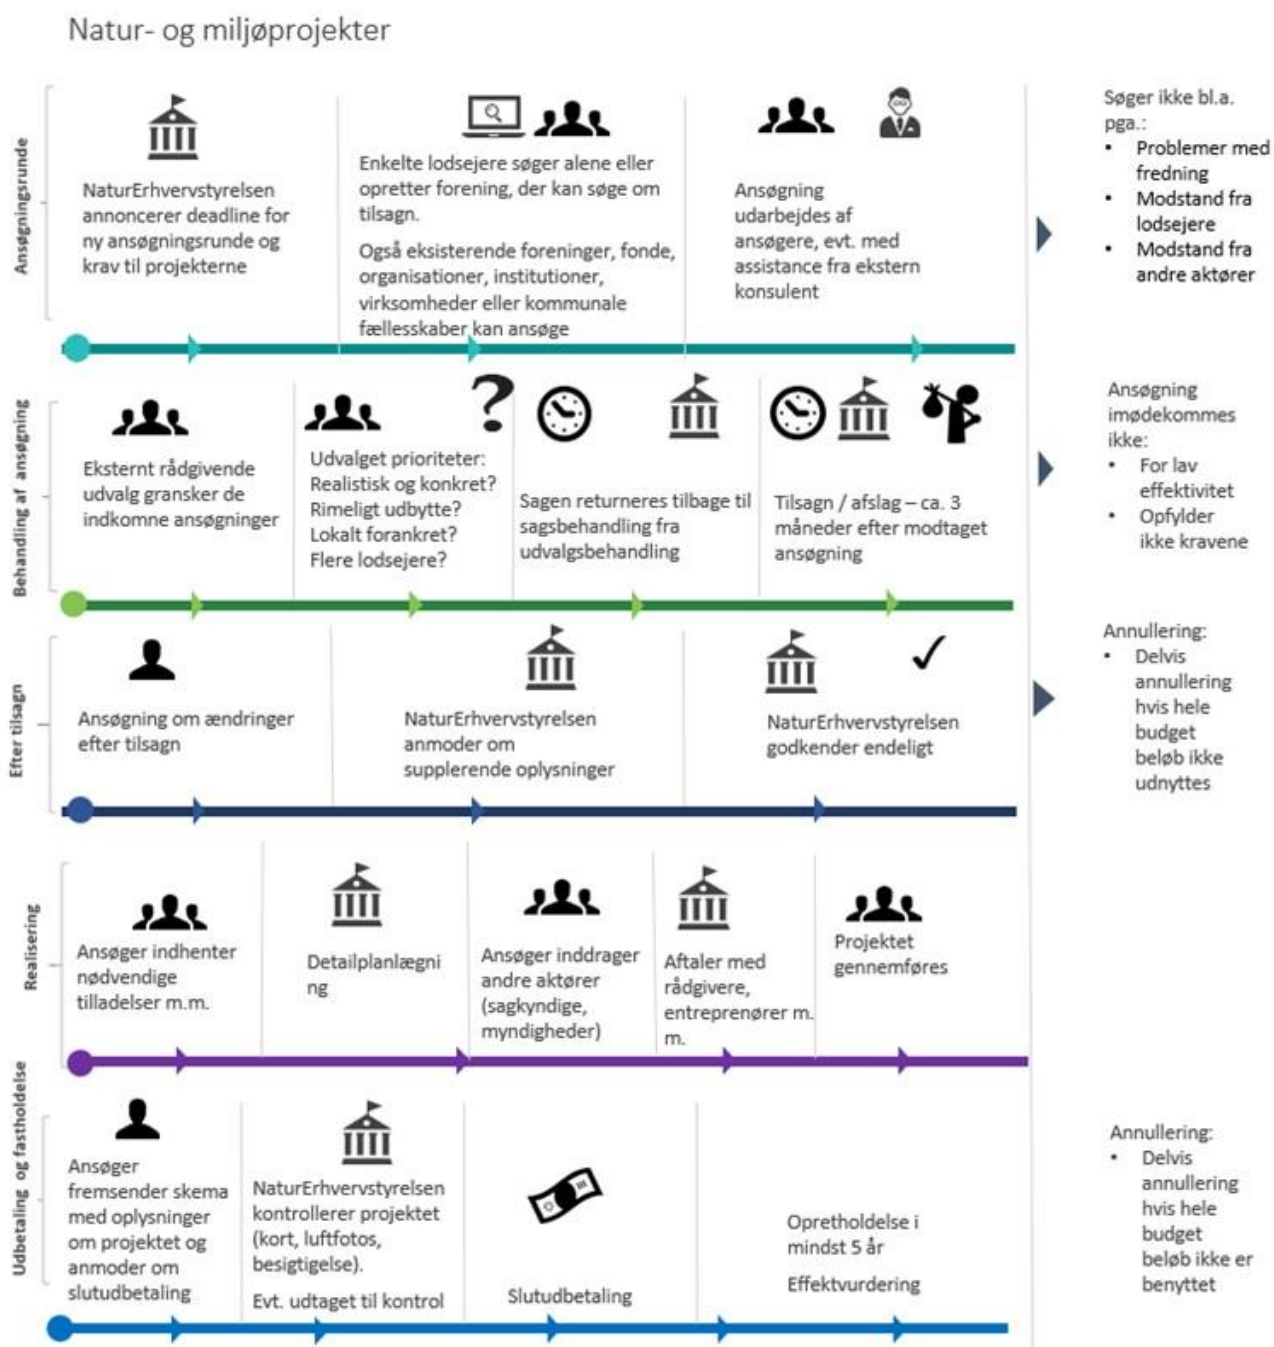 Natur- og miljøprojekter
Ansøgningsrunde
NaturErhvervstyrelsen
annoncerer deadline for
ny ansøgningsrunde og
krav til projekterne
Enkelte lodsejere søger alene eller
opretter forening, der kan søge om
tilsagn.
Også eksisterende foreninger, fonde,
organisationer, institutioner,
virksomheder eller kommunale
fællesskaber kan ansøge
Ansøgning
udarbejdes af
ansøgere, evt. med
assistance fra ekstern
konsulent
Søger ikke bl.a.
pga.:
• Problemer med
fredning
• Modstand fra
lodsejere
• Modstand fra
andre aktører
Behandling af ansøgning
Eksternt rådgivende
udvalg gransker de
indkomne ansøgninger
Udvalget prioriteter:
Realistisk og konkret?
Rimeligt udbytte?
Lokalt forankret?
Flere lodsejere?
?
Sagen returneres tilbage til
sagsbehandling fra
udvalgsbehandling
Tilsagn / afslag – ca. 3
måneder efter modtaget
ansøgning
Ansøgning
imødekommes
ikke:
• For lav
effektivitet
• Opfylder
ikke kravene
Efter tilsagn
Ansøgning om ændringer
efter tilsagn
NaturErhvervstyrelsen
anmoder om
supplerende oplysninger
NaturErhvervstyrelsen
godkender endeligt
Annullering:
• Delvis
annullering
hvis hele
budget
beløb ikke
udnyttes
Realisering
Ansøger indhenter
nødvendige
tilladelser m.m.
Detailplanlægni
ng
Ansøger inddrager
andre aktører
(sagkyndige,
myndigheder)
Aftaler med
rådgivere,
entreprenører m.
m.
Projektet
gennemføres
Udbetaling og fastholdelse
Ansøger
fremsender skema
med oplysninger
om projektet og
anmoder om
slutudbetaling
NaturErhvervstyrelsen
kontrollerer projektet
(kort, luftfotos,
besigtigelse).
Evt. udtaget til kontrol
Slutudbetaling
Opretholdelse i
mindst 5 år
Effektvurdering
Annullering:
• Delvis
annullering
hvis hele
budget
beløb ikke er
benyttet